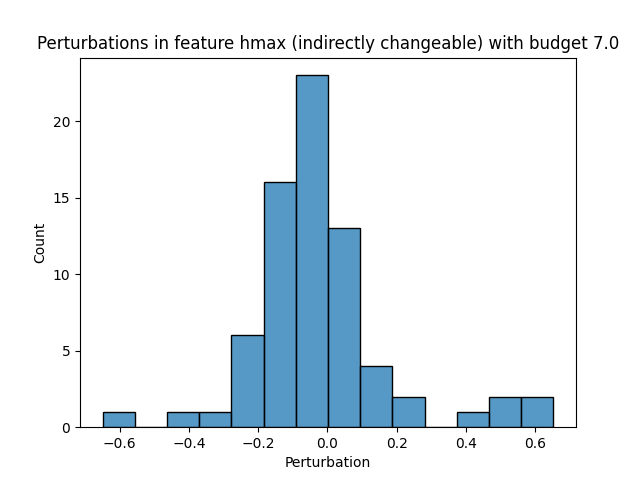 Perturbations in feature hmax (indirectly changeable) with budget 7.0
20
15
10
5
0
Count
−0.6 −0.4 −0.2 0.0 0.2 0.4 0.6
Perturbation